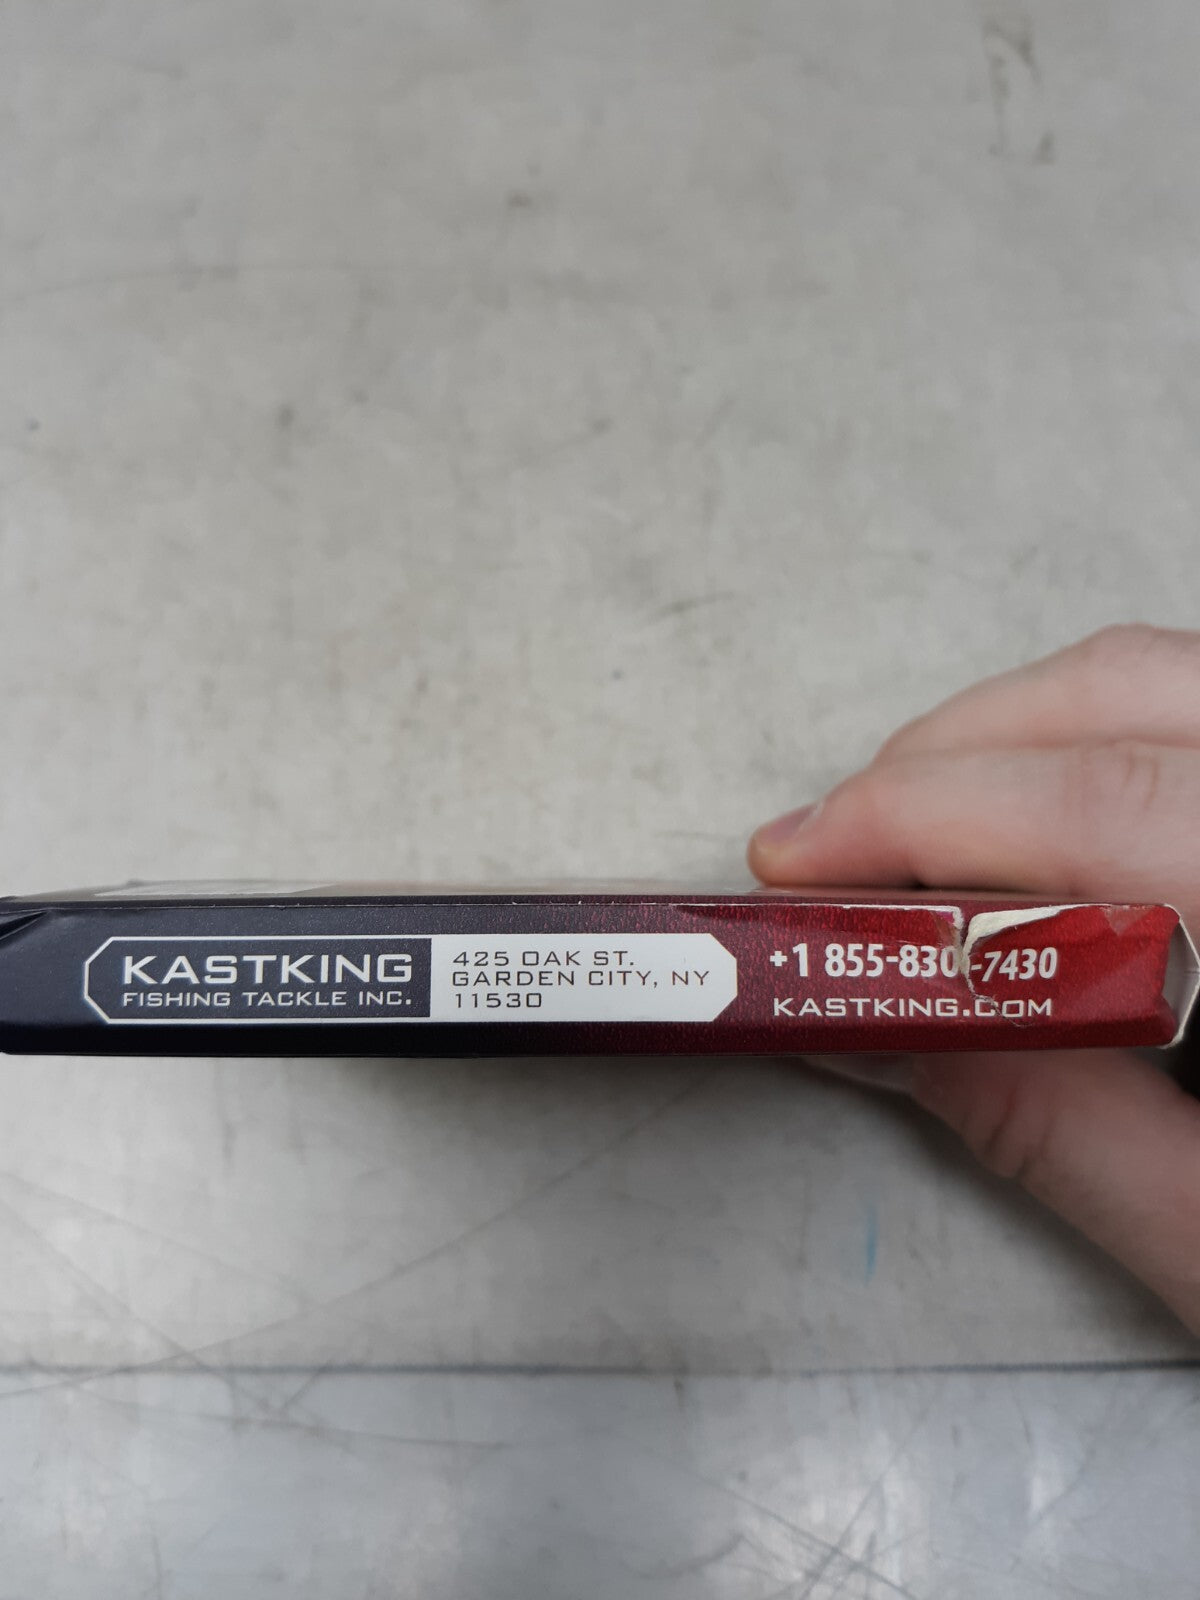 KASTKING
FISHING TACKLE INC.
425 OAK ST.
GARDEN CITY, NY
11530
+1 855-830-7430
KASTKING.COM